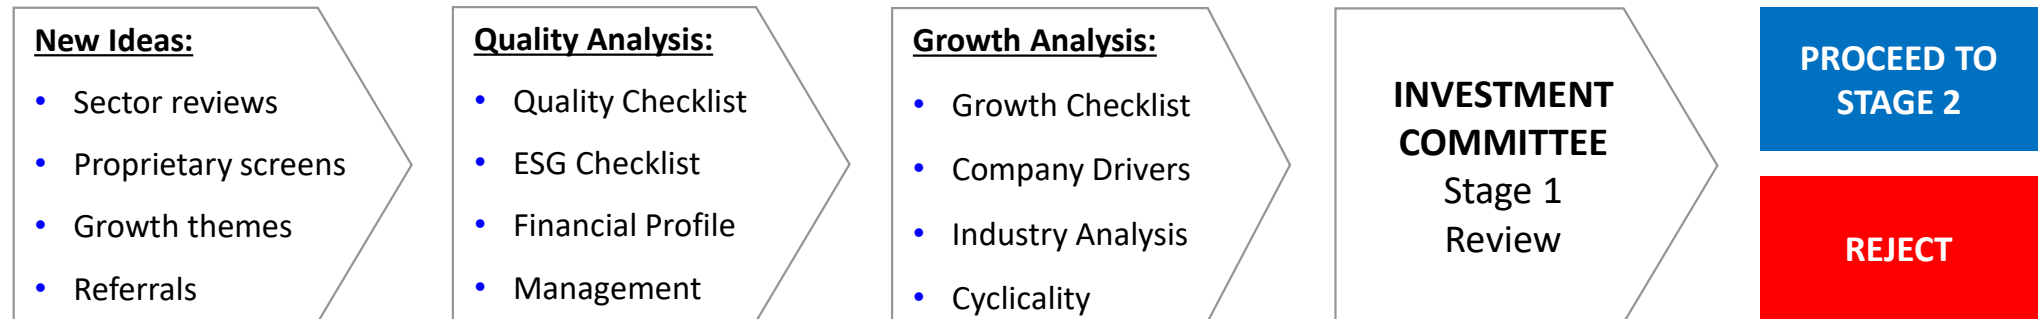 New Ideas:
• Sector reviews
• Proprietary screens
• Growth themes
• Referrals
Quality Analysis:
• Quality Checklist
• ESG Checklist
• Financial Profile
• Management
Growth Analysis:
• Growth Checklist
• Company Drivers
• Industry Analysis
• Cyclicality
INVESTMENT
COMMITTEE
Stage 1
Review
PROCEED TO
STAGE 2
REJECT